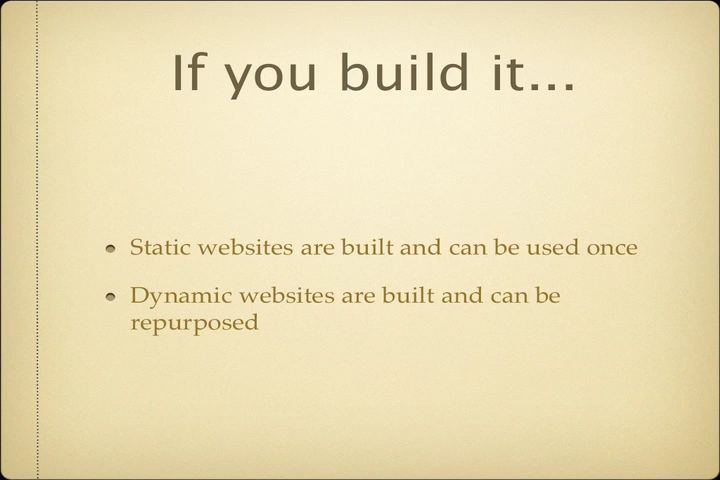 If you build it...
Static websites are built and can be used once
Dynamic websites are built and can be
repurposed